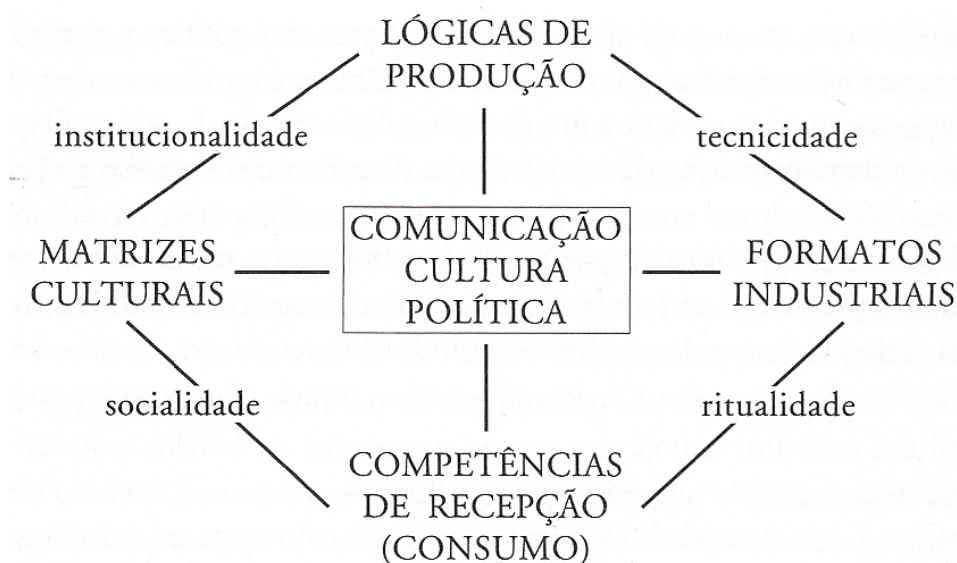 LÓGICAS DE
PRODUÇÃO
institucionalidade
tecnicidade
MATRIZES
CULTURAIS
COMUNICAÇÃO
CULTURA
POLÍTICA
FORMATOS
INDUSTRIAIS
socialidade
ritualidade
COMPETÊNCIAS
DE RECEPÇÃO
(CONSUMO)